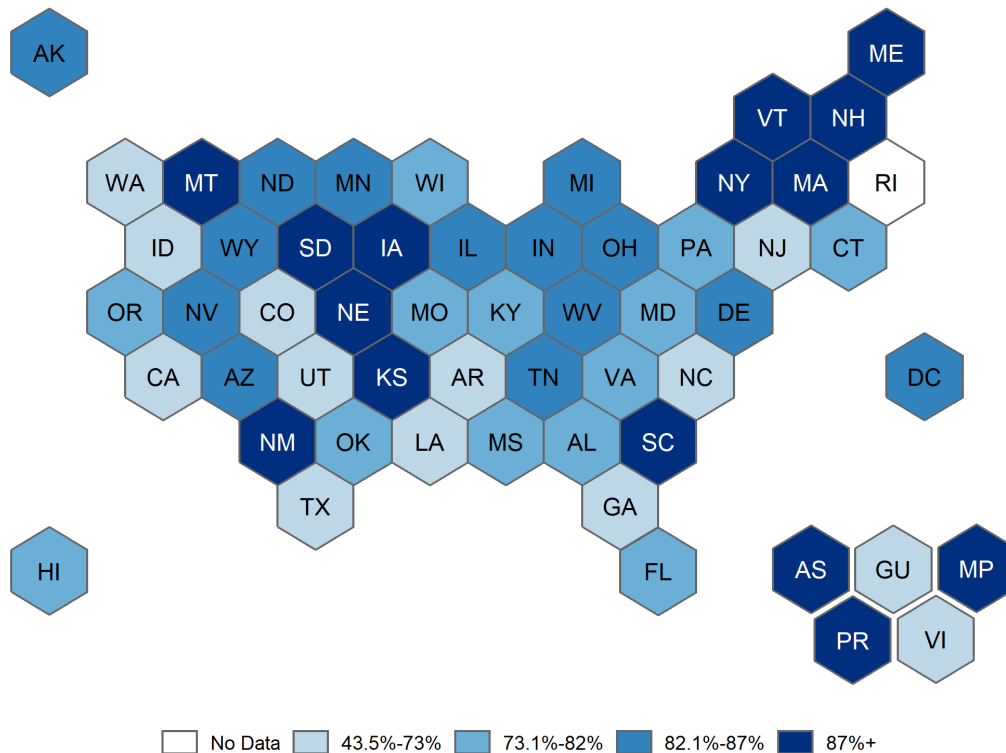 AK
ME
VT NH
WA MT ND MN WI MI NY MA RI
ID WY SD IA IL IN OH PA NJ CT
OR NV CO NE MO KY WV MD DE
CA AZ UT KS AR TN VA NC DC
NM OK LA MS AL SC
TX GA
HI FL AS GU MP
PR VI
No Data 43.5%-73% 73.1%-82% 82.1%-87% 87%+